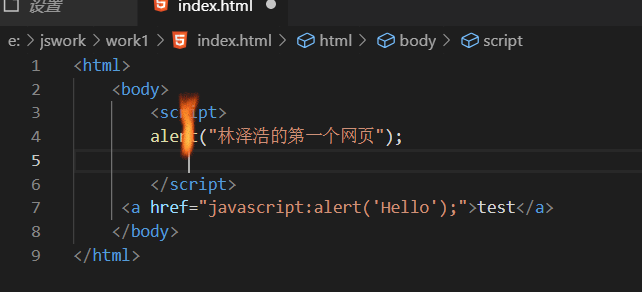 设置
index.html
e: > jswork > work1 > index.html > html > body > script
1 <html>
2 <body>
3 <script>
4 alert("林泽浩的第一个网页");
5
6 </script>
7 <a href="javascript:alert('Hello');">test</a>
8 </body>
9 </html>